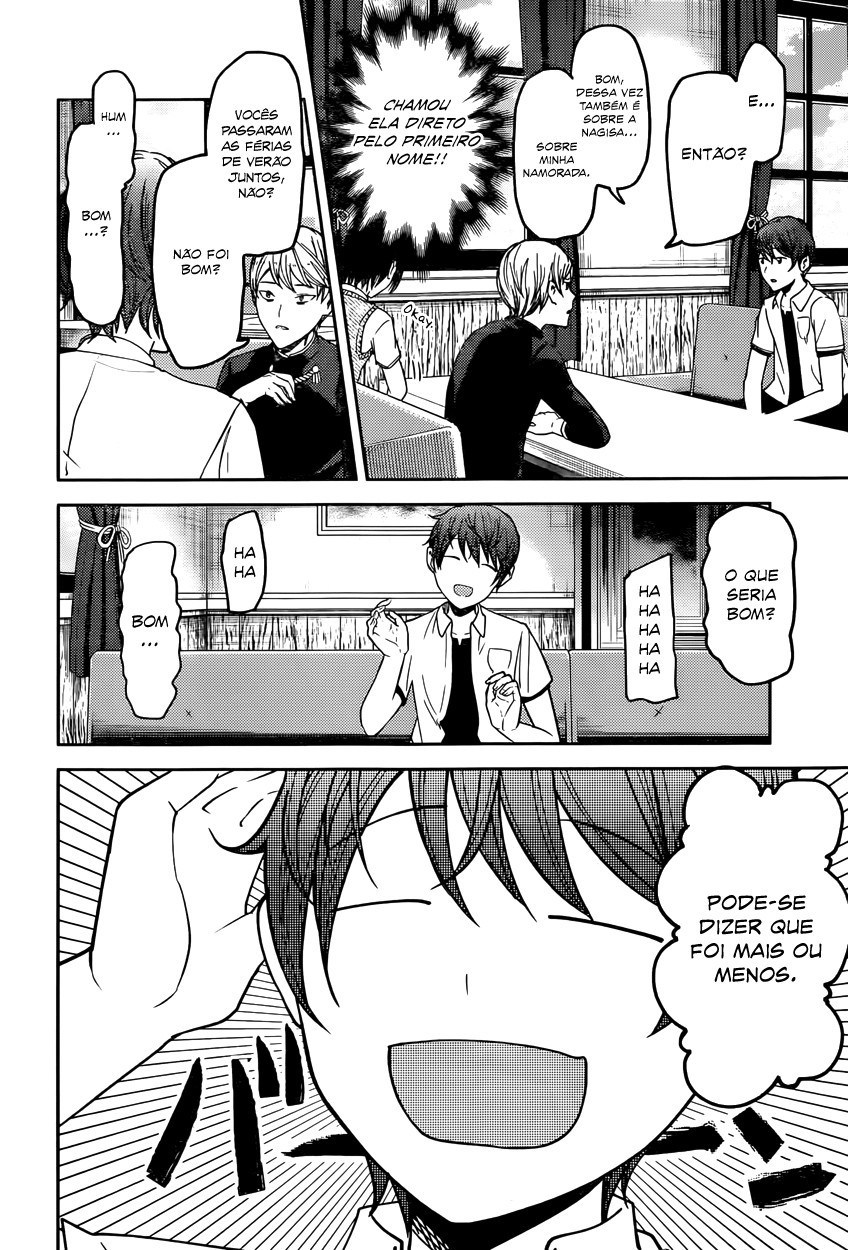 E...
ENTÃO?
BOM,
DESSA VEZ
TAMBÉM É
SOBRE A
NAGISA...
SOBRE
MINHA
NAMORADA.
CHAMOU
ELA DIRETO
PELO PRIMEIRO
NOME!!
OKAY.
VOCÊS
PASSARAM
AS FÉRIAS
DE VERÃO
JUNTOS,
NÃO?
NÃO FOI
BOM?
HUM
...
BOM
...?
O QUE
SERIA
BOM?
HA
HA
HA
HA
HA
HA
HA
BOM
...
PODE-SE
DIZER QUE
FOI MAIS OU
MENOS.